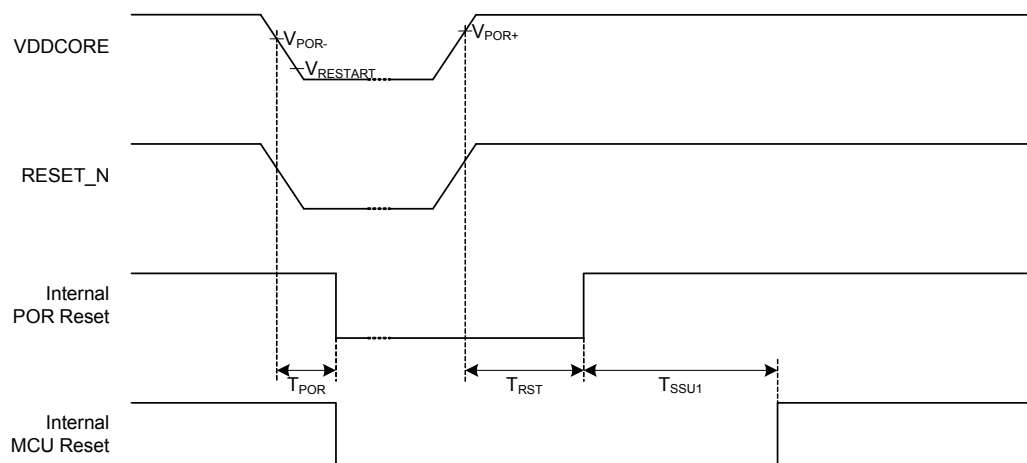 VDDCORE
VPOR-
VRESTART
VPOR+
RESET_N
Internal
POR Reset
TPOR
TRST
TSSU1
Internal
MCU Reset